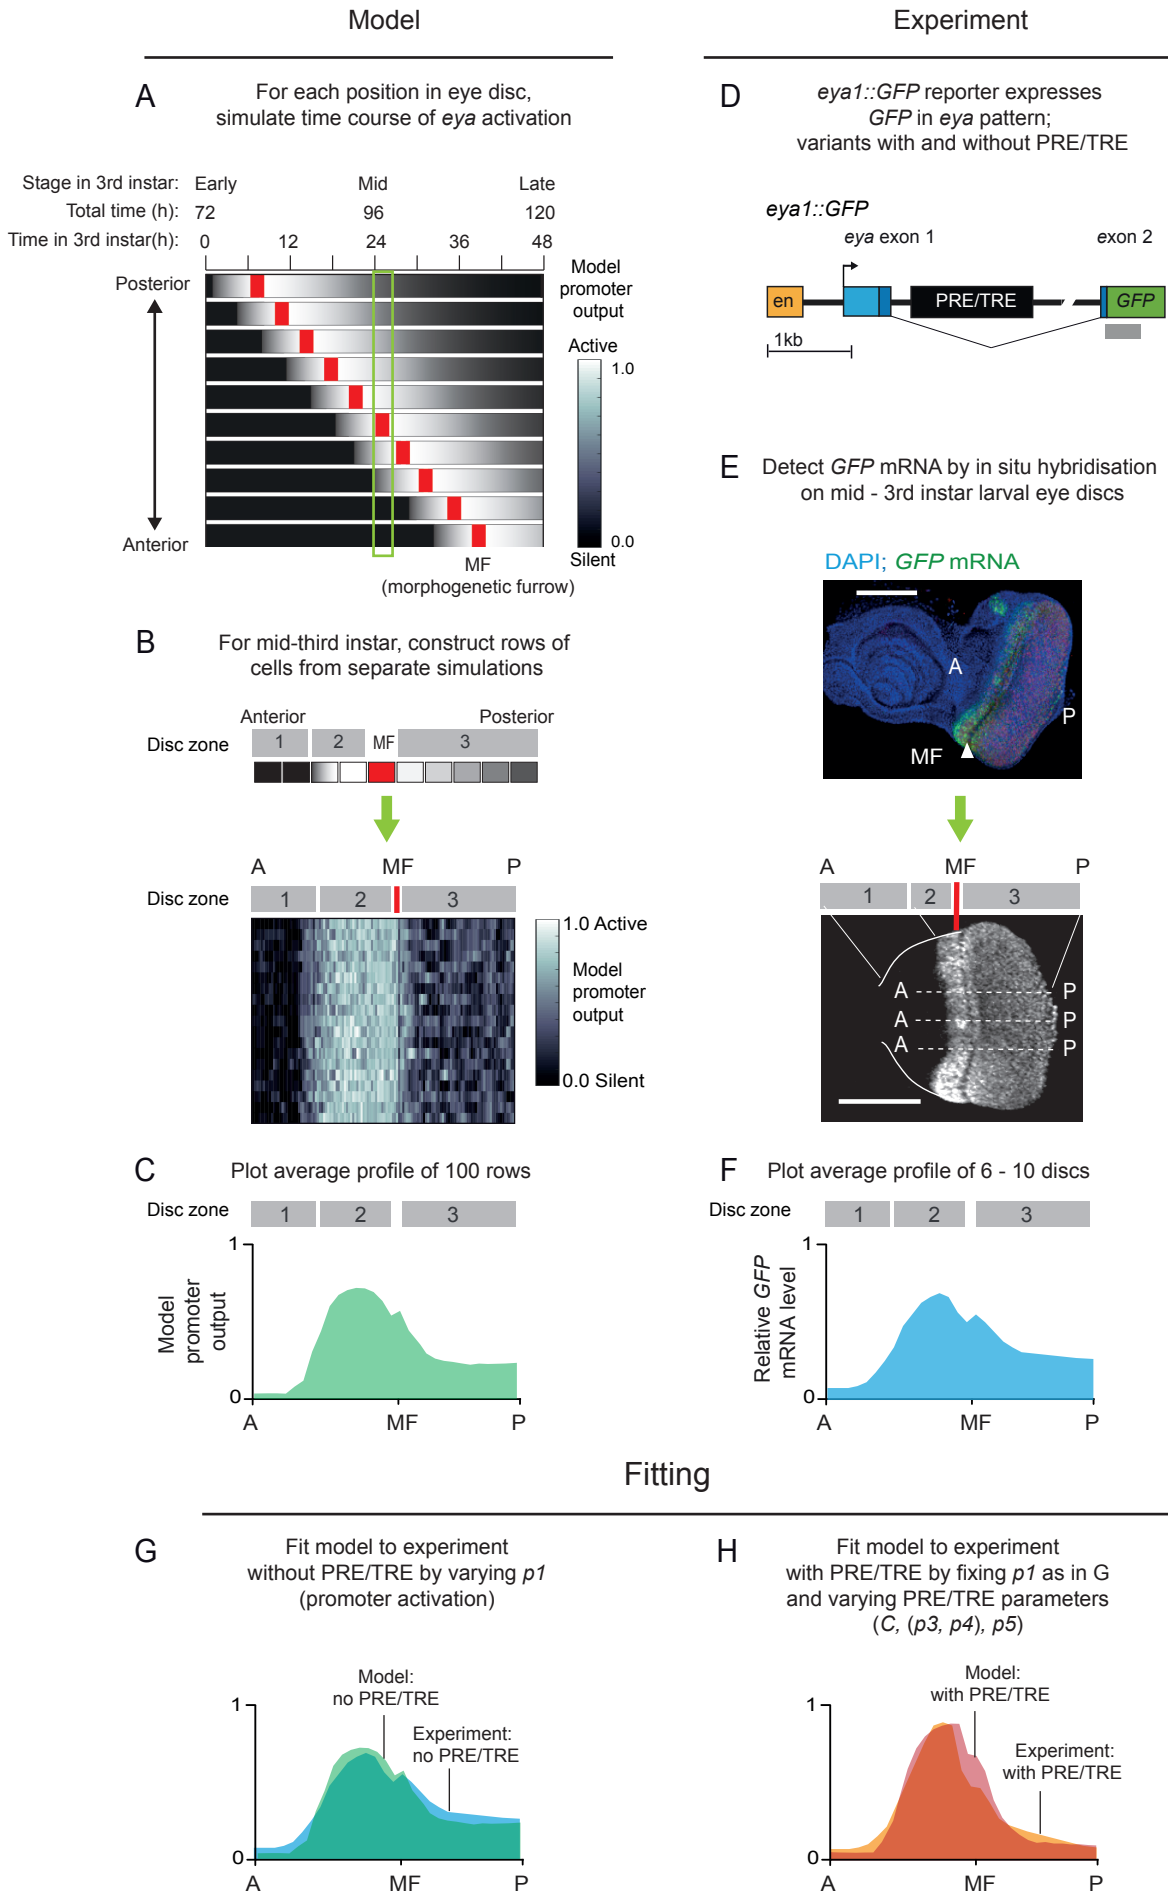 Model
A
For each position in eye disc,
simulate time course of eya activation
Stage in 3rd instar: Early Mid Late
Total time (h): 72 96 120
Time in 3rd instar(h): 0 12 24 36 48
Posterior
Anterior
Model
promoter
output
Active
1.0
0.0
Silent
MF
(morphogenetic furrow)
B
For mid-third instar, construct rows of
cells from separate simulations
Anterior Posterior
Disc zone 1 2 MF 3
A MF P
Disc zone 1 2 3
1.0 Active
Model
promoter
output
0.0 Silent
C
Plot average profile of 100 rows
Disc zone 1 2 3
1
Model
promoter
output
0
A MF P
Experiment
D
eya1::GFP reporter expresses
GFP in eya pattern;
variants with and without PRE/TRE
eya1::GFP
eya exon 1 exon 2
en PRE/TRE GFP
1kb
E
Detect GFP mRNA by in situ hybridisation
on mid - 3rd instar larval eye discs
DAPI; GFP mRNA
A
P
MF
A MF P
1 2 3
A P
A P
A P
F
Plot average profile of 6 - 10 discs
Disc zone 1 2 3
1
Relative GFP
mRNA level
0
A MF P
Fitting
G
Fit model to experiment
without PRE/TRE by varying p1
(promoter activation)
Model:
no PRE/TRE
Experiment:
no PRE/TRE
1
0
A MF P
H
Fit model to experiment
with PRE/TRE by fixing p1 as in G
and varying PRE/TRE parameters
(C, (p3, p4), p5)
Model:
with PRE/TRE
Experiment:
with PRE/TRE
1
0
A MF P